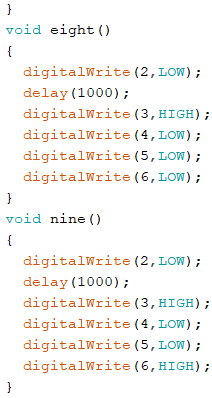 }
void eight()
{
  digitalWrite(2,LOW);
  delay(1000);
  digitalWrite(3,HIGH);
  digitalWrite(4,LOW);
  digitalWrite(5,LOW);
  digitalWrite(6,LOW);
}
void nine()
{
  digitalWrite(2,LOW);
  delay(1000);
  digitalWrite(3,HIGH);
  digitalWrite(4,LOW);
  digitalWrite(5,LOW);
  digitalWrite(6,HIGH);
}